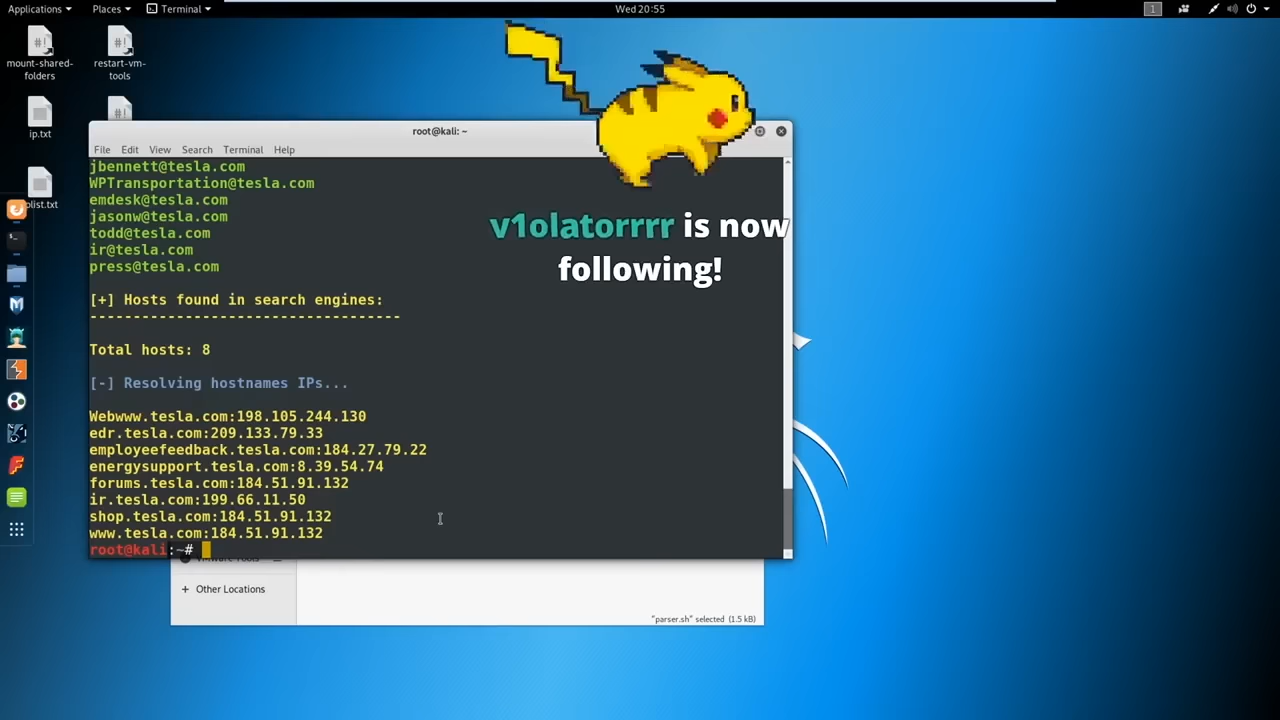 Applications Places Terminal Wed 20:55 1
mount-shared-folders
restart-vm-tools
ip.txt
olist.txt
root@kali: ~
File Edit View Search Terminal Help
jbennett@tesla.com
WPTransportation@tesla.com
emdesk@tesla.com
jasonw@tesla.com
todd@tesla.com
ir@tesla.com
press@tesla.com
v1olatorrrr is now
following!
[+] Hosts found in search engines:
------------------------------------
Total hosts: 8
[-] Resolving hostnames IPs...
Webwww.tesla.com:198.105.244.130
edr.tesla.com:209.133.79.33
employeefeedback.tesla.com:184.27.79.22
energysupport.tesla.com:8.39.54.74
forums.tesla.com:184.51.91.132
ir.tesla.com:199.66.11.50
shop.tesla.com:184.51.91.132
www.tesla.com:184.51.91.132
root@kali:~#
+ Other Locations
"parser.sh" selected (1.5 kB)